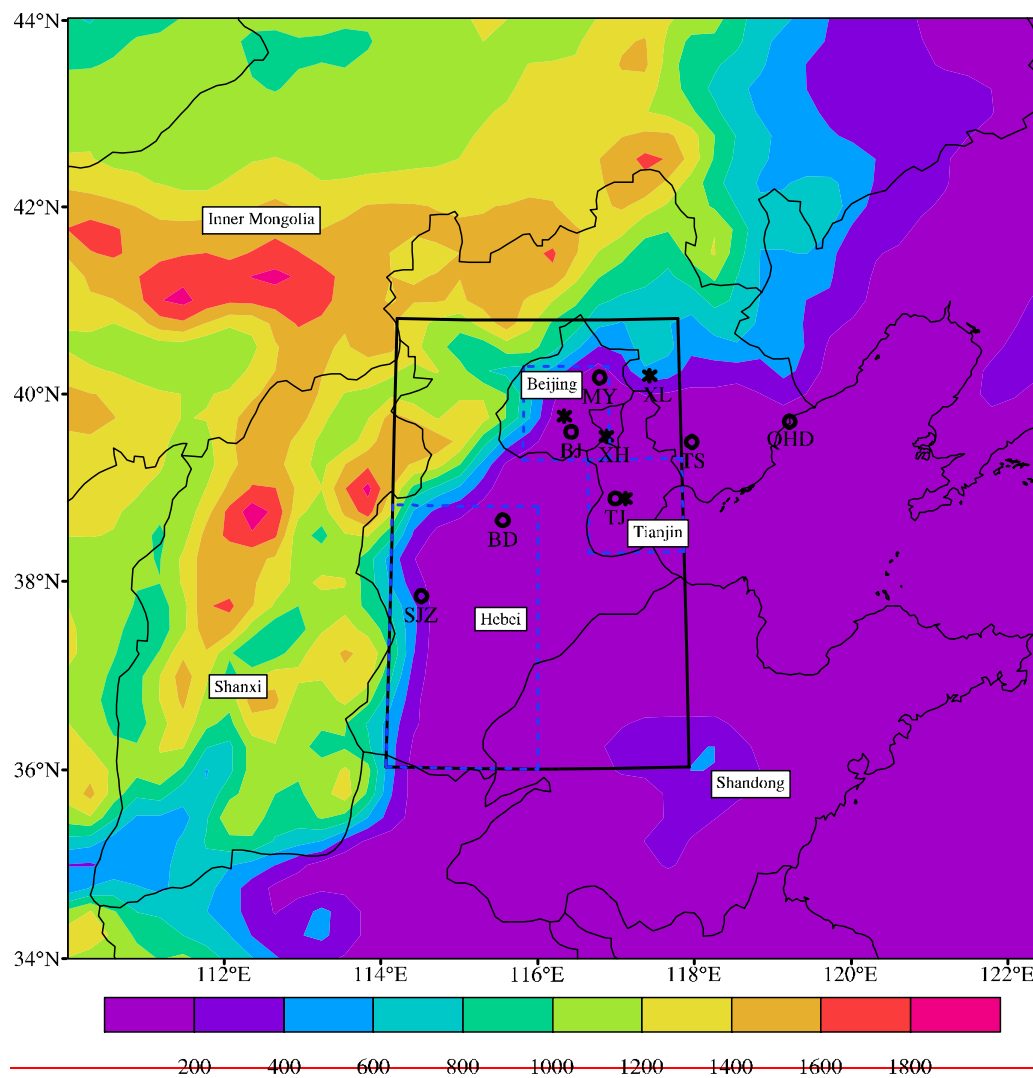 44°N
42°N
Inner Mongolia
40°N
Beijing
MY
XL
BJ
XH
QHD
TS
TJ
Tianjin
BD
38°N
SJZ
Hebei
Shanxi
36°N
Shandong
34°N
112°E 114°E 116°E 118°E 120°E 122°E
200 400 600 800 1000 1200 1400 1600 1800